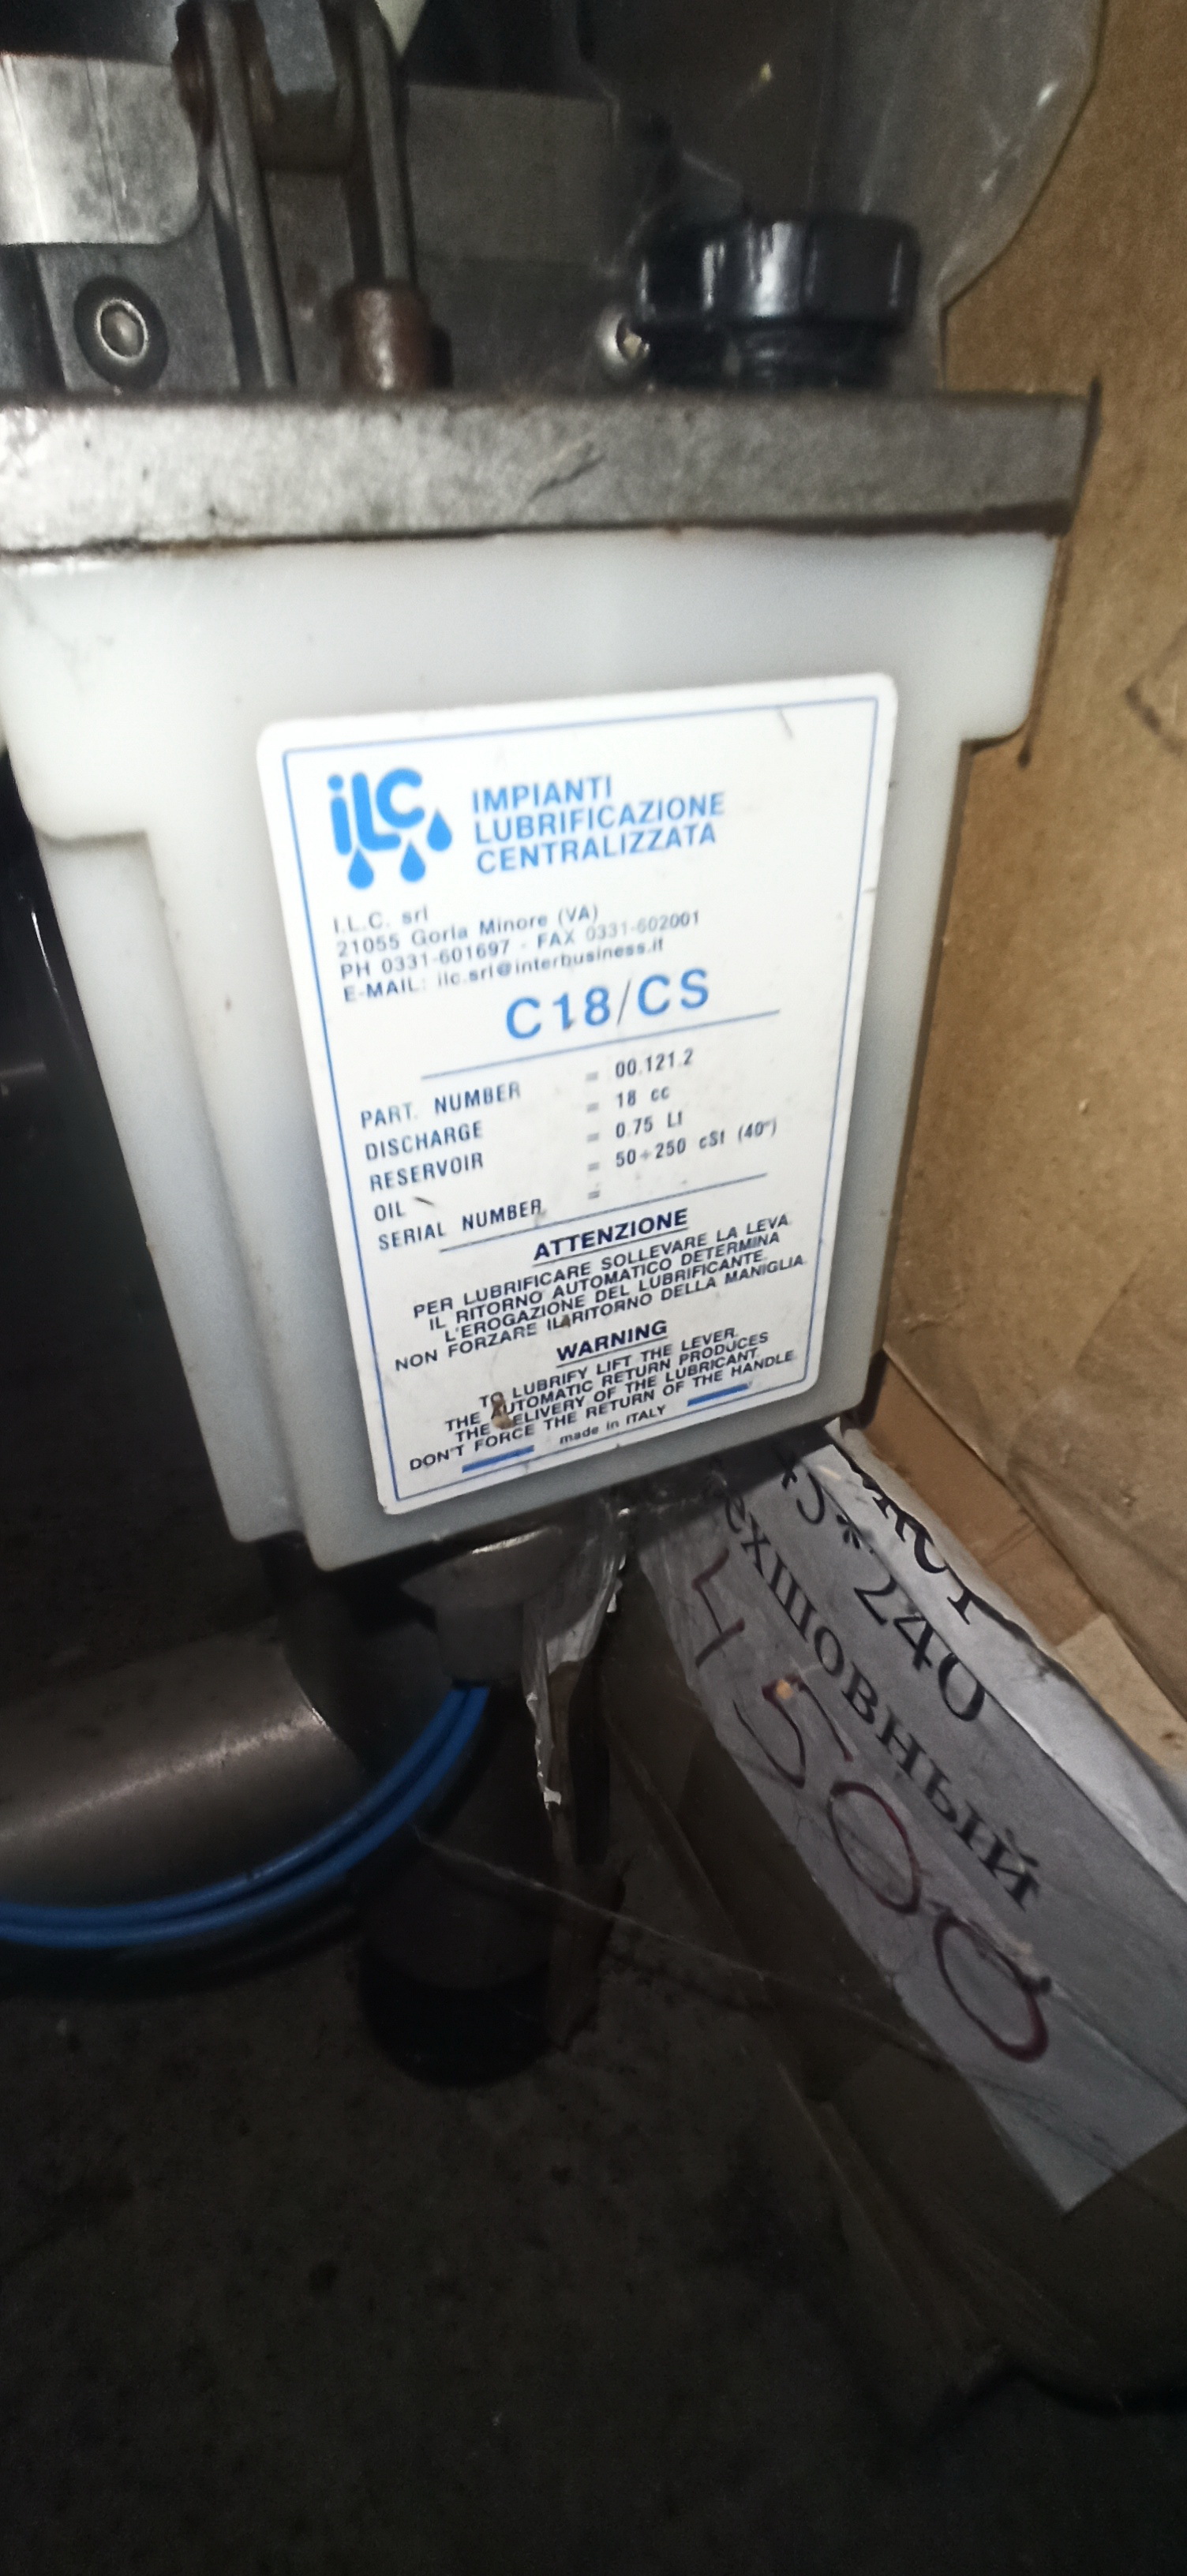 iLC
IMPIANTI
LUBRIFICAZIONE
CENTRALIZZATA
I.L.C. srl
21055 Gorla Minore (VA)
PH 0331-601697 - FAX 0331-602001
E-MAIL: ilc.srl@interbusiness.it
C18/CS
PART. NUMBER = 00.121.2
DISCHARGE = 18 cc
RESERVOIR = 0.75 Lt
OIL = 50÷250 cSt (40°)
SERIAL NUMBER =
ATTENZIONE
PER LUBRIFICARE SOLLEVARE LA LEVA
IL RITORNO AUTOMATICO DETERMINA
L'EROGAZIONE DEL LUBRIFICANTE.
NON FORZARE IL RITORNO DELLA MANIGLIA
WARNING
TO LUBRIFY LIFT THE LEVER.
THE AUTOMATIC RETURN PRODUCES
THE DELIVERY OF THE LUBRICANT.
DON'T FORCE THE RETURN OF THE HANDLE
made in ITALY
*240
ехшовный
4500